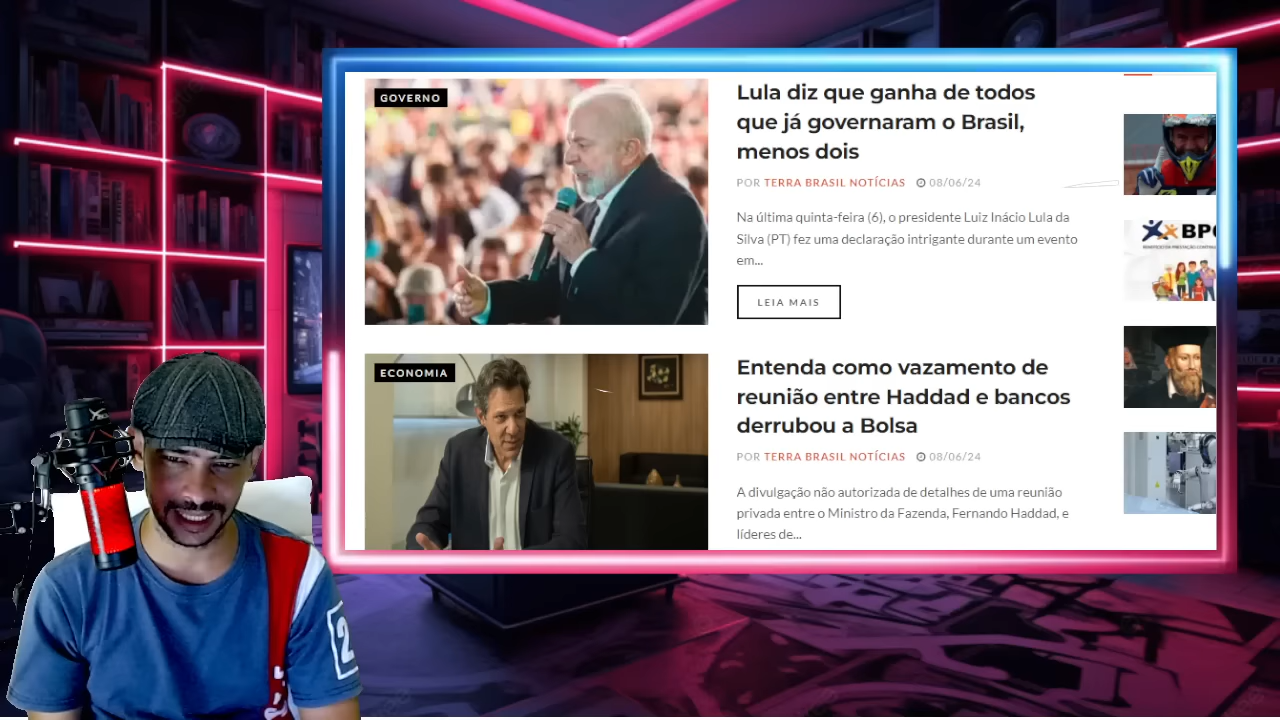 GOVERNO
Lula diz que ganha de todos
que já governaram o Brasil,
menos dois
POR TERRA BRASIL NOTÍCIAS 08/06/24
Na última quinta-feira (6), o presidente Luiz Inácio Lula da
Silva (PT) fez uma declaração intrigante durante um evento
em...
LEIA MAIS
ECONOMIA
Entenda como vazamento de
reunião entre Haddad e bancos
derrubou a Bolsa
POR TERRA BRASIL NOTÍCIAS 08/06/24
A divulgação não autorizada de detalhes de uma reunião
privada entre o Ministro da Fazenda, Fernando Haddad, e
líderes de...
BPC
2